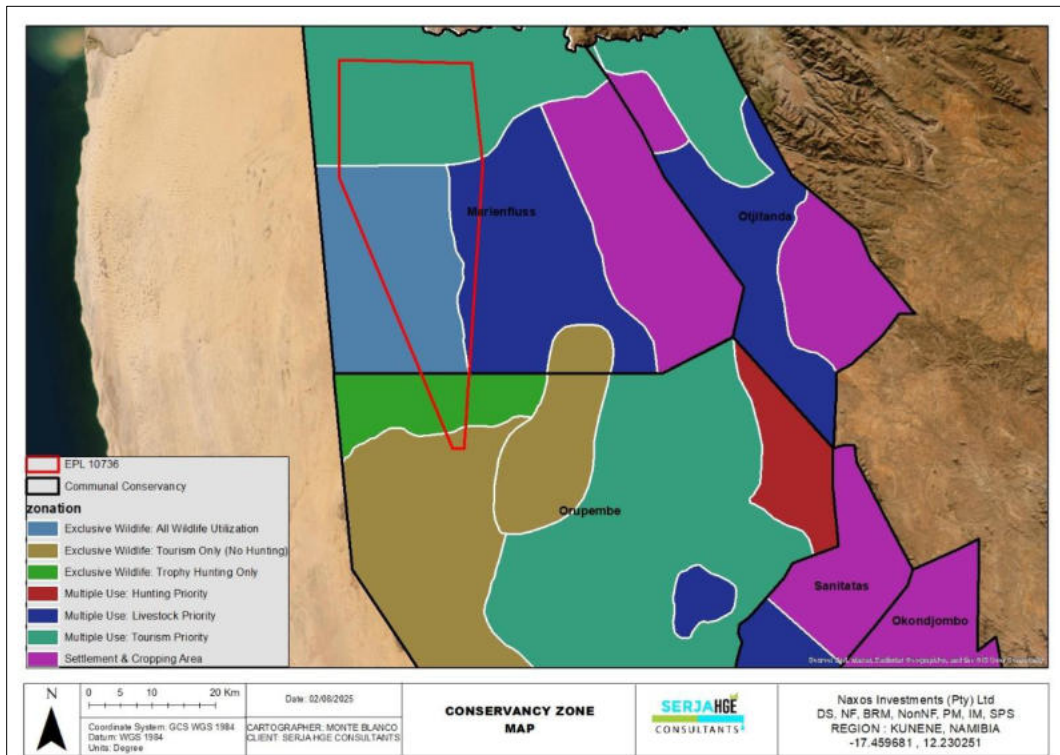 Marienfluss
Otjitanda
Orupembe
Sanitatas
Okondjombo
EPL 10736
Communal Conservancy
zonation
Exclusive Wildlife: All Wildlife Utilization
Exclusive Wildlife: Tourism Only (No Hunting)
Exclusive Wildlife: Trophy Hunting Only
Multiple Use: Hunting Priority
Multiple Use: Livestock Priority
Multiple Use: Tourism Priority
Settlement & Cropping Area
N
0 5 10 20 Km
Coordinate System: GCS WGS 1984
Datum: WGS 1984
Units: Degree
Date: 02/08/2025
CARTOGRAPHER: MONTE BLANCO
CLIENT: SERJA HGE CONSULTANTS
CONSERVANCY ZONE
MAP
SERJA HGE
CONSULTANTS
Naxos Investments (Pty) Ltd
DS, NF, BRM, NonNF, PM, IM, SPS
REGION : KUNENE, NAMIBIA
-17.459681 , 12.230251